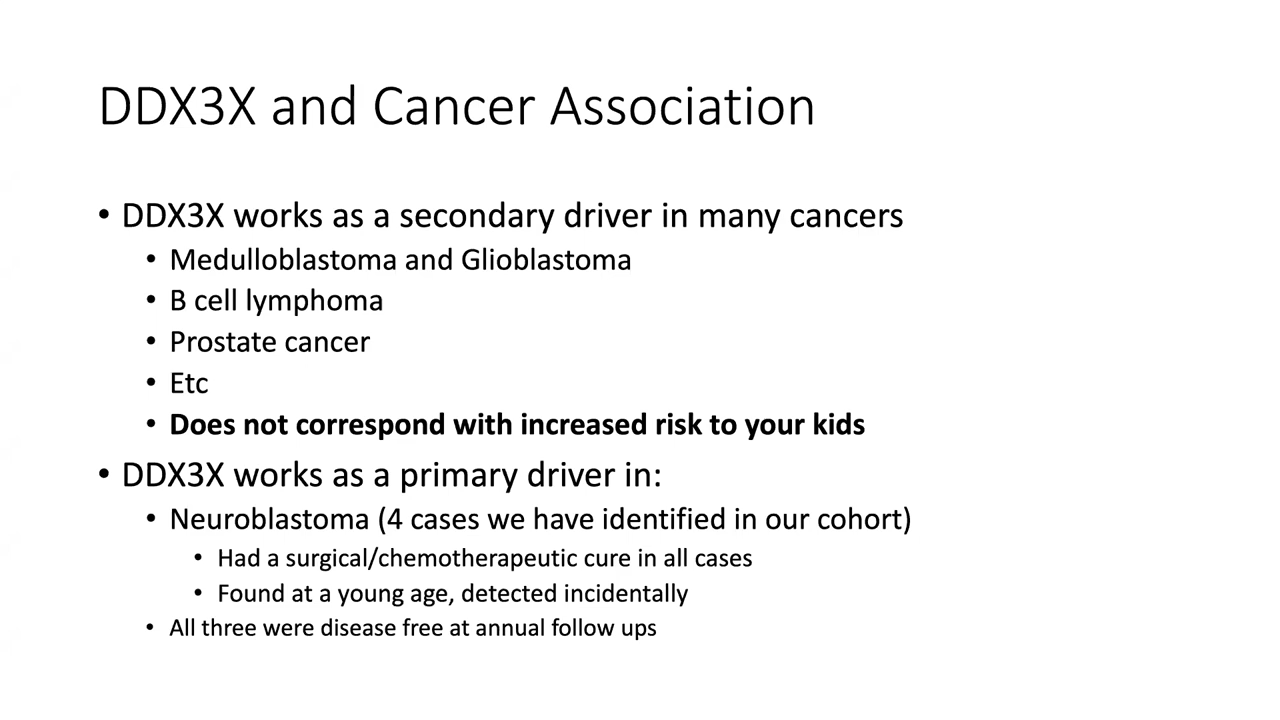 DDX3X and Cancer Association
• DDX3X works as a secondary driver in many cancers
• Medulloblastoma and Glioblastoma
• B cell lymphoma
• Prostate cancer
• Etc
• Does not correspond with increased risk to your kids
• DDX3X works as a primary driver in:
• Neuroblastoma (4 cases we have identified in our cohort)
• Had a surgical/chemotherapeutic cure in all cases
• Found at a young age, detected incidentally
• All three were disease free at annual follow ups